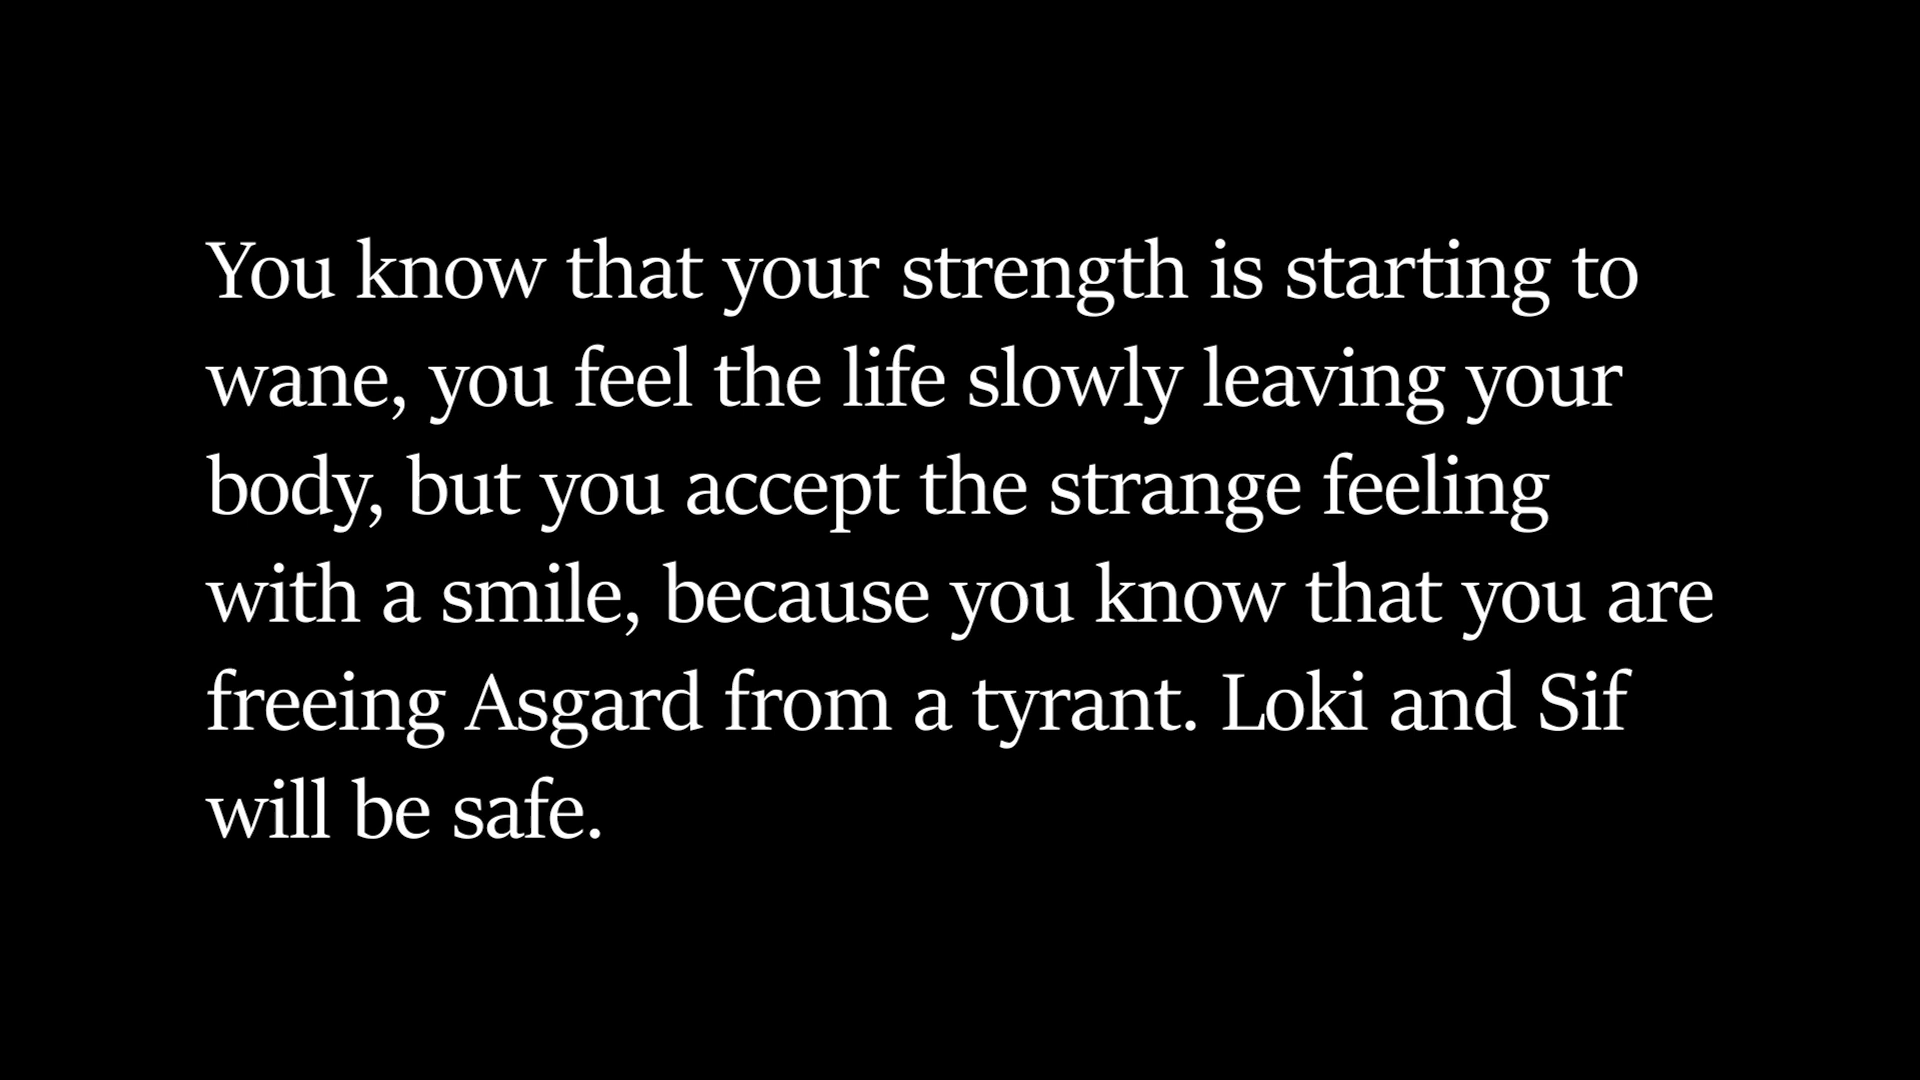 You know that your strength is starting to
wane, you feel the life slowly leaving your
body, but you accept the strange feeling
with a smile, because you know that you are
freeing Asgard from a tyrant. Loki and Sif
will be safe.